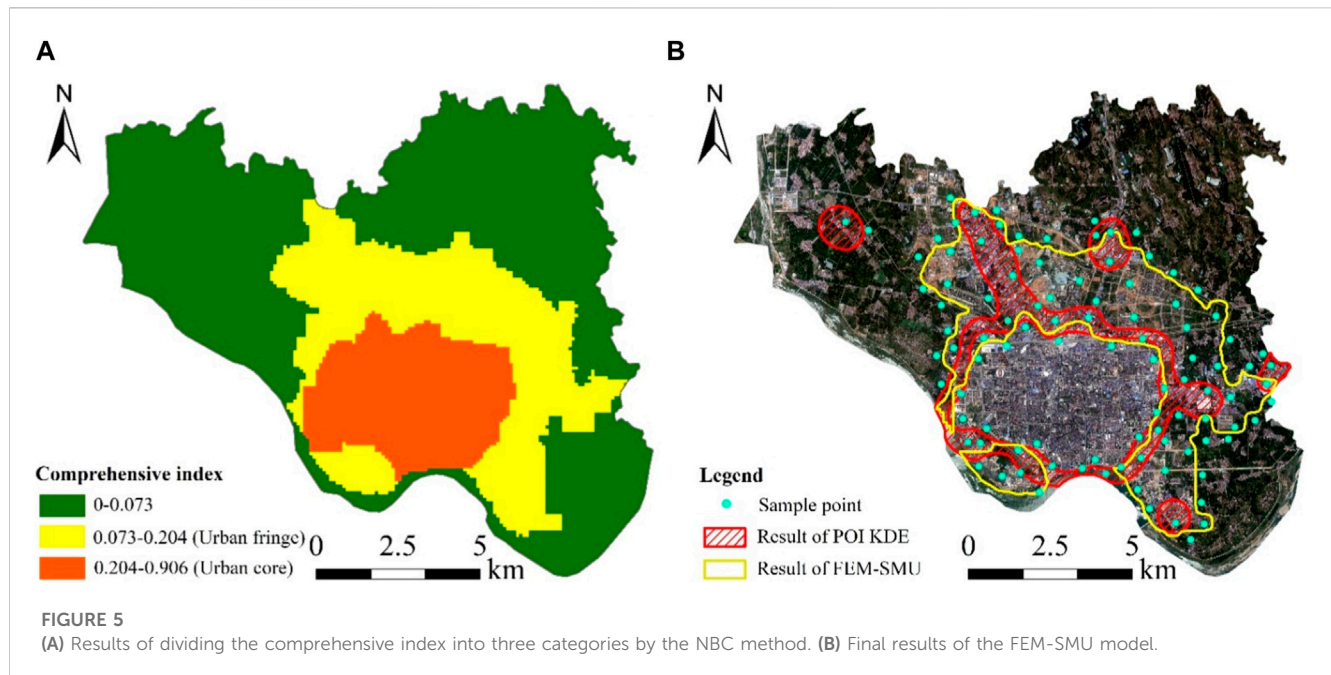 A
N
Comprehensive index
0-0.073
0.073-0.204 (Urban fringe)
0.204-0.906 (Urban core)
0 2.5 5
km
B
N
Legend
Sample point
Result of POI KDE
Result of FEM-SMU
0 2.5 5
km
FIGURE 5
(A) Results of dividing the comprehensive index into three categories by the NBC method. (B) Final results of the FEM-SMU model.